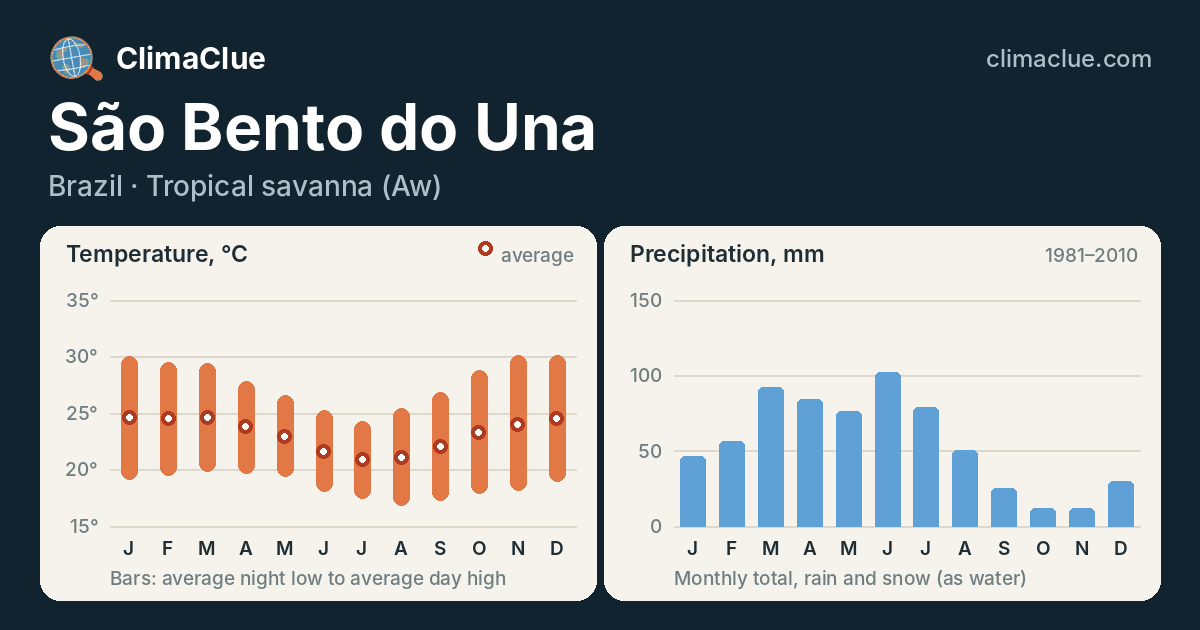 ClimaClue
climaclue.com
São Bento do Una
Brazil · Tropical savanna (Aw)
Temperature, °C
average
35°
30°
25°
20°
15°
J F M A M J J A S O N D
Bars: average night low to average day high
Precipitation, mm
1981–2010
150
100
50
0
J F M A M J J A S O N D
Monthly total, rain and snow (as water)